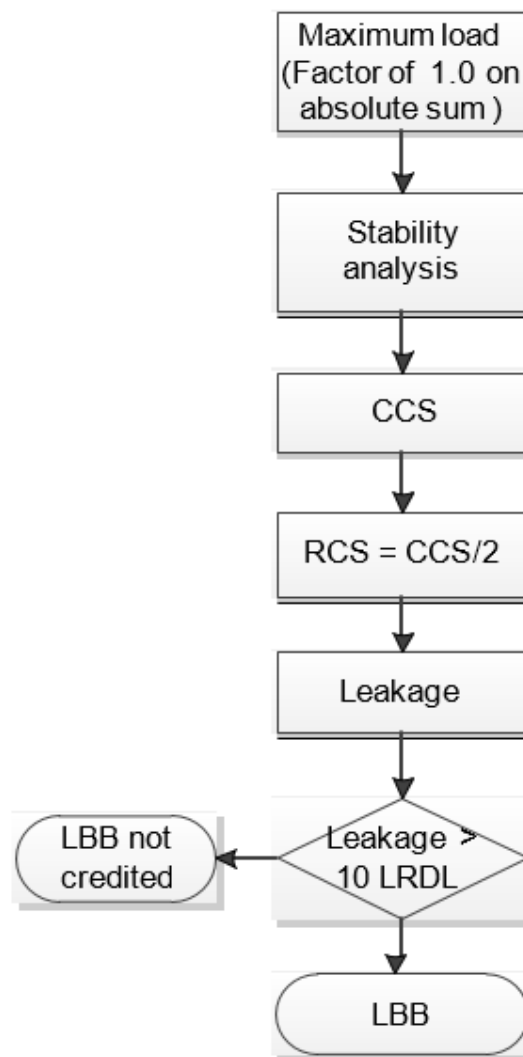 Maximum load
(Factor of 1.0 on
absolute sum )
Stability
analysis
CCS
RCS = CCS/2
Leakage
Leakage >
10 LRDL
LBB not
credited
LBB